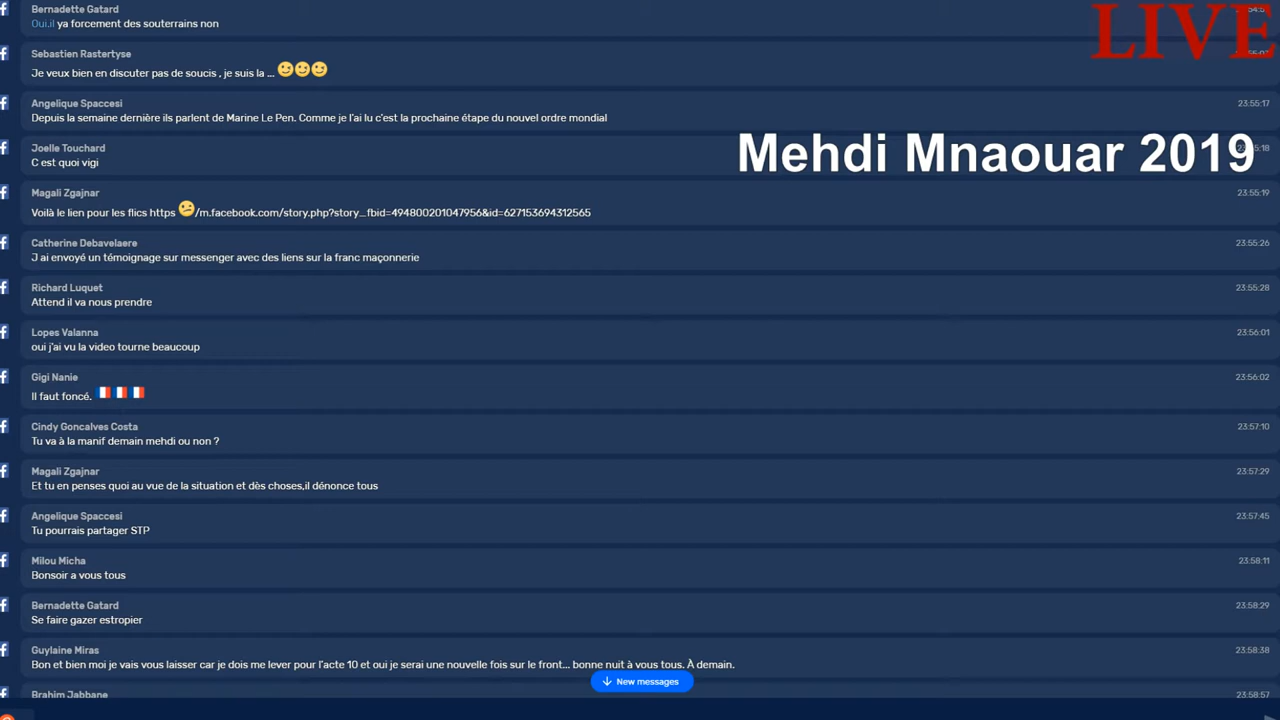 Bernadette Gatard
Oui.il ya forcement des souterrains non
LIVE
Sebastien Rastertyse
Je veux bien en discuter pas de soucis , je suis la ...
Angelique Spaccesi 23:55:17
Depuis la semaine dernière ils parlent de Marine Le Pen. Comme je l'ai lu c'est la prochaine étape du nouvel ordre mondial
Mehdi Mnaouar 2019
Joelle Touchard 23:55:18
C est quoi vigi
Magali Zgajnar 23:55:19
Voilà le lien pour les flics https /m.facebook.com/story.php?story_fbid=494800201047956&id=627153694312565
Catherine Debavelaere 23:55:26
J ai envoyé un témoignage sur messenger avec des liens sur la franc maçonnerie
Richard Luquet 23:55:28
Attend il va nous prendre
Lopes Valanna 23:56:01
oui j'ai vu la video tourne beaucoup
Gigi Nanie 23:56:02
Il faut foncé.
Cindy Goncalves Costa 23:57:10
Tu va à la manif demain mehdi ou non ?
Magali Zgajnar 23:57:29
Et tu en penses quoi au vue de la situation et dès choses,il dénonce tous
Angelique Spaccesi 23:57:45
Tu pourrais partager STP
Milou Micha 23:58:11
Bonsoir a vous tous
Bernadette Gatard 23:58:29
Se faire gazer estropier
Guylaine Miras 23:58:38
Bon et bien moi je vais vous laisser car je dois me lever pour l'acte 10 et oui je serai une nouvelle fois sur le front... bonne nuit à vous tous. À demain.
New messages
Brahim Jabbane 23:58:57